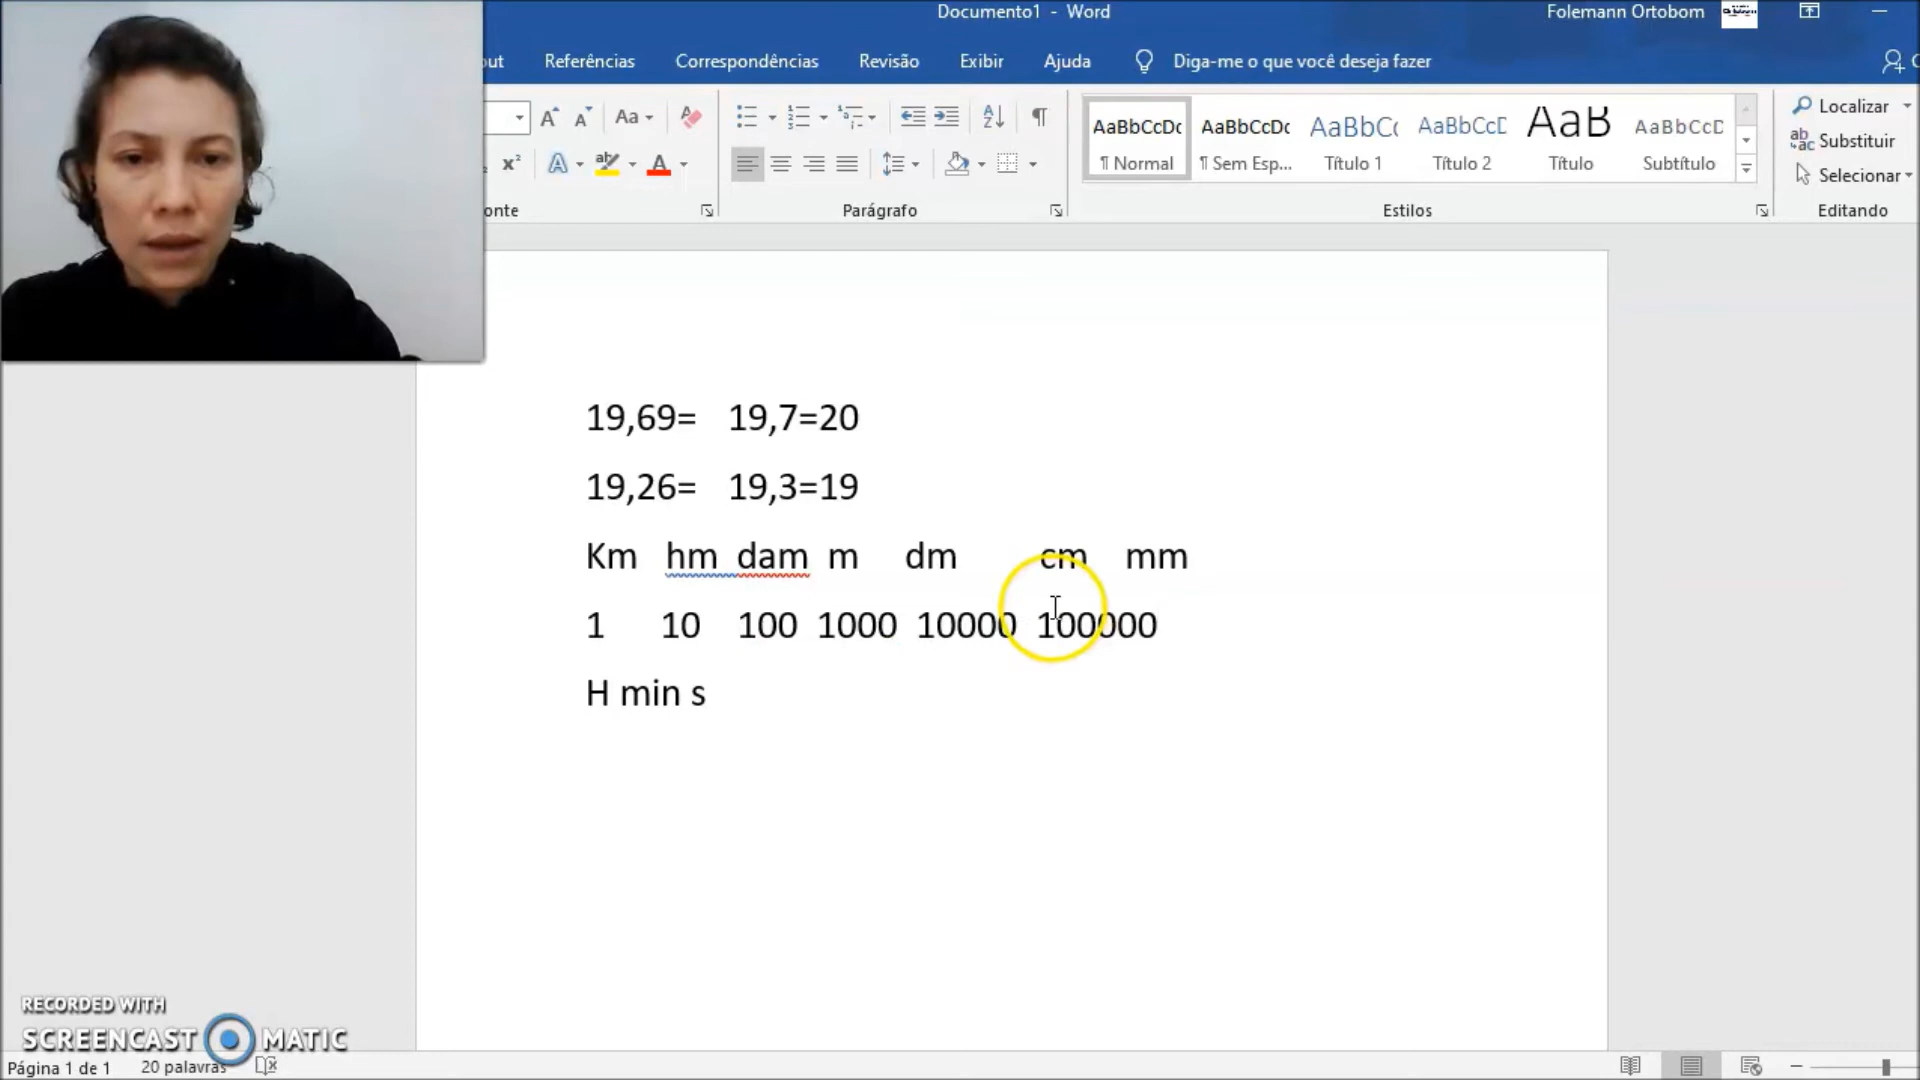 Documento1 - Word
Folemann Ortobom
out Referências Correspondências Revisão Exibir Ajuda Diga-me o que você deseja fazer
Aa
AaBbCcDc AaBbCcDc AaBbCc AaBbCcD AaB AaBbCcD
¶ Normal ¶ Sem Esp... Título 1 Título 2 Título Subtítulo
Localizar
Substituir
Selecionar
onte Parágrafo Estilos Editando
19,69= 19,7=20
19,26= 19,3=19
Km hm dam m dm cm mm
1 10 100 1000 10000 100000
H min s
RECORDED WITH
SCREENCAST MATIC
Página 1 de 1 20 palavras